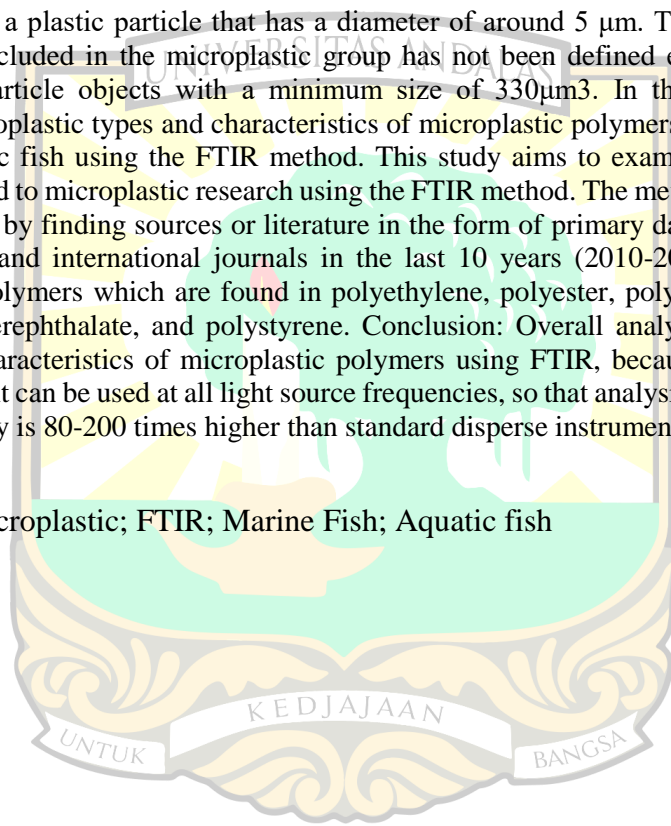 a plastic particle that has a diameter of around 5 μm. T
cluded in the microplastic group has not been defined e
article objects with a minimum size of 330μm3. In th
oplastic types and characteristics of microplastic polymers
c fish using the FTIR method. This study aims to exam
d to microplastic research using the FTIR method. The me
by finding sources or literature in the form of primary da
and international journals in the last 10 years (2010-20
olymers which are found in polyethylene, polyester, poly
erephthalate, and polystyrene. Conclusion: Overall analy
aracteristics of microplastic polymers using FTIR, becau
t can be used at all light source frequencies, so that analysi
y is 80-200 times higher than standard disperse instrumen
croplastic; FTIR; Marine Fish; Aquatic fish
UNIVERSITAS ANDALAS
UNTUK KEDJAJAAN BANGSA